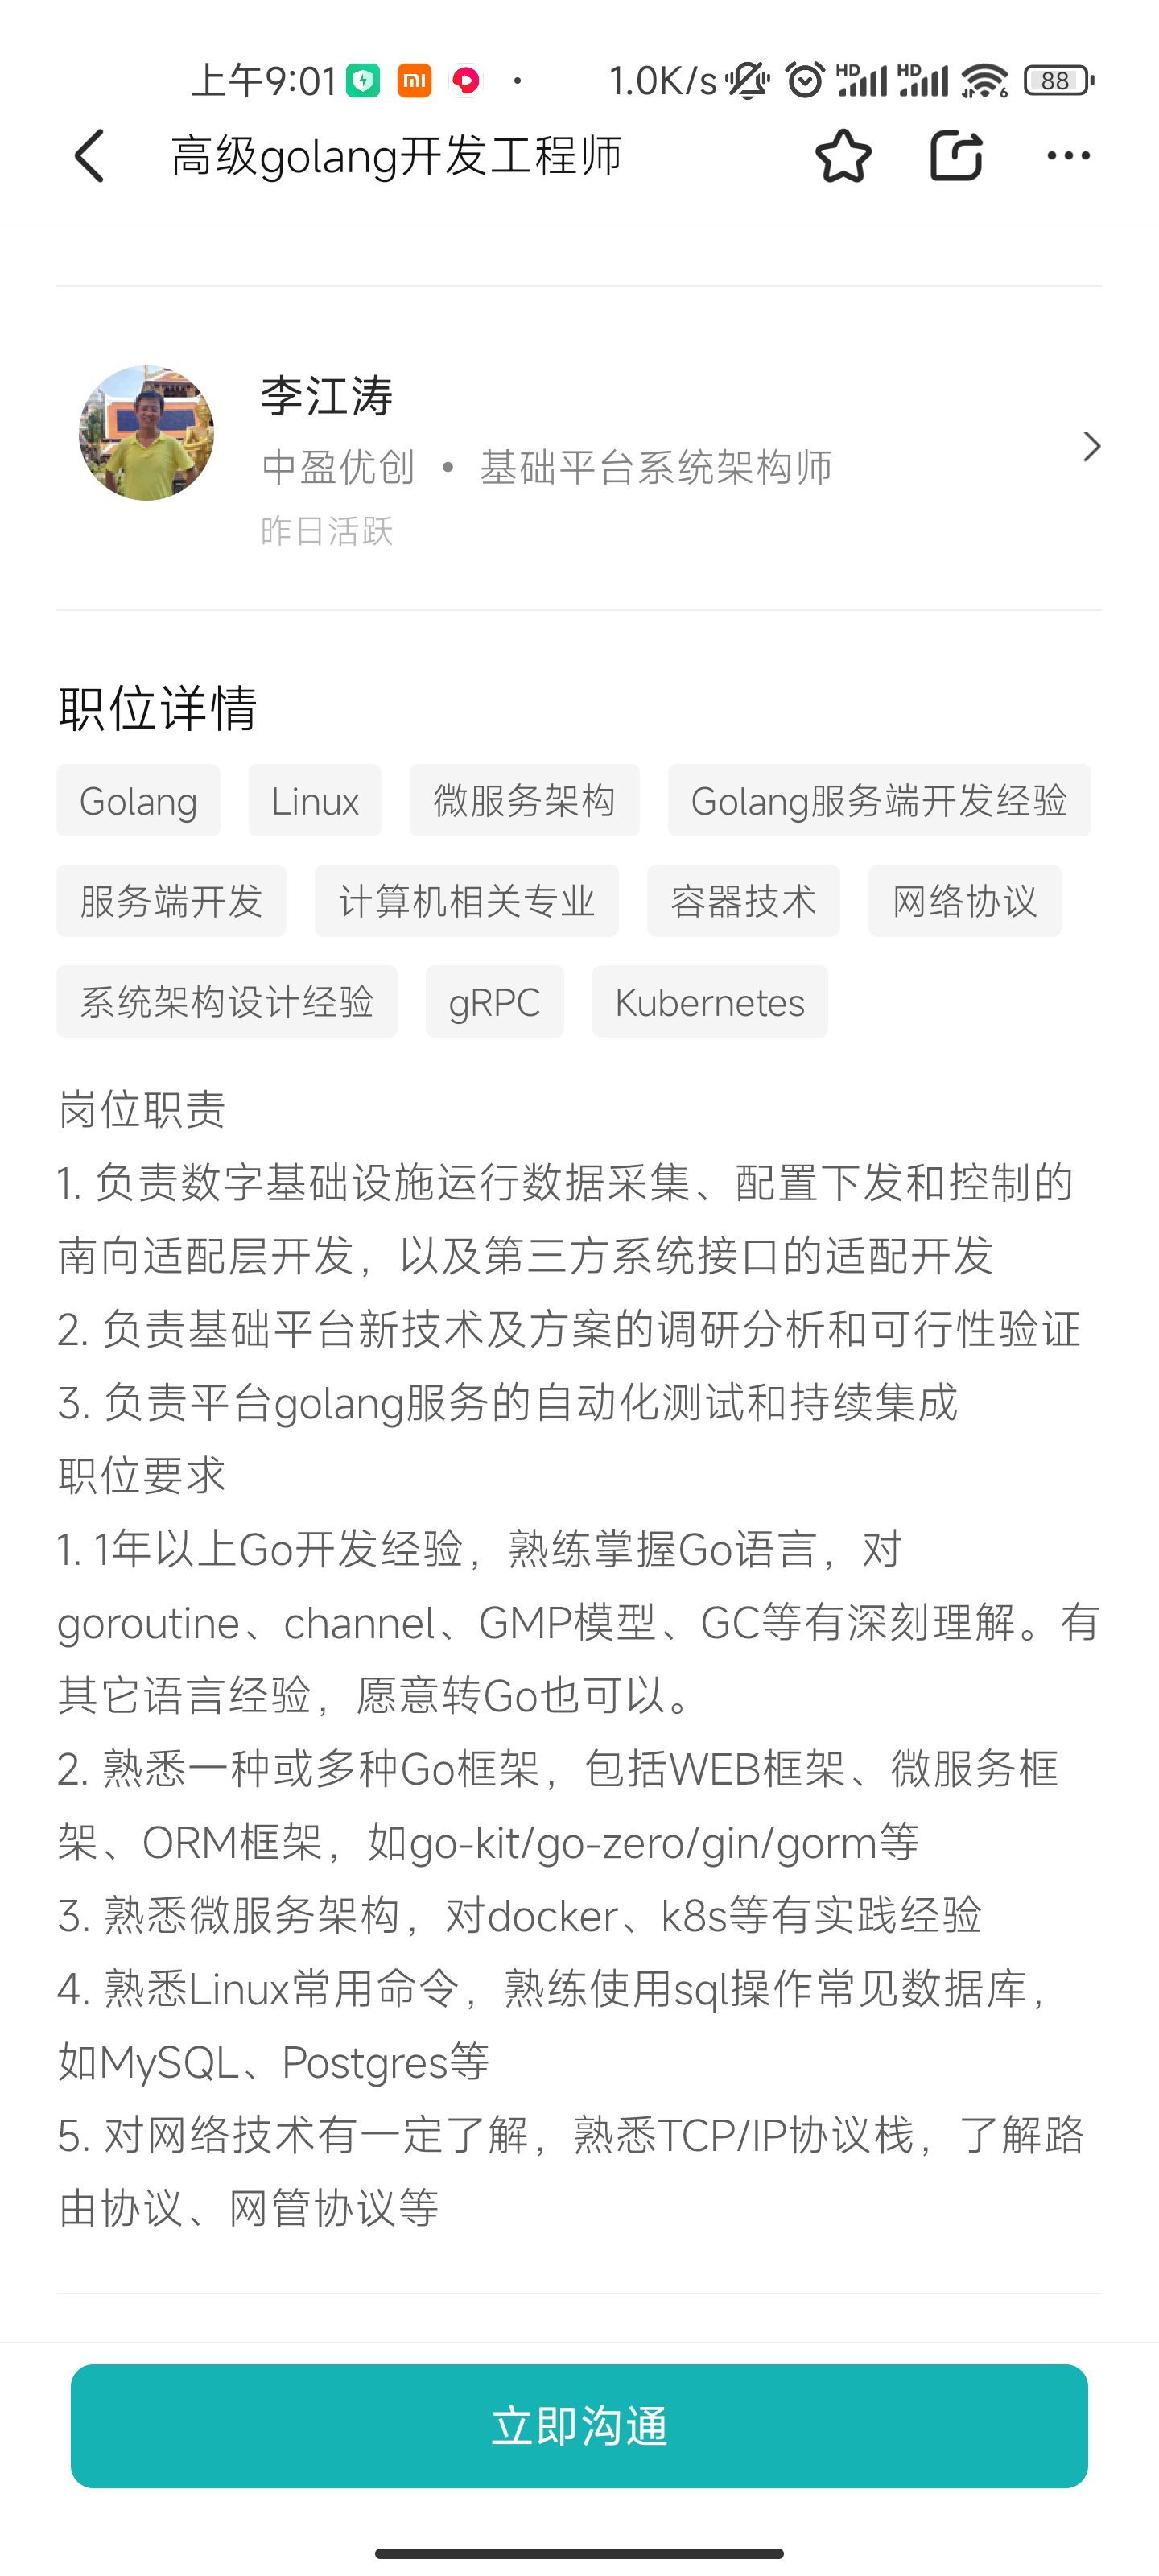 上午9:01
1.0K/s
HD
HD
6
88
高级golang开发工程师
李江涛
中盈优创 • 基础平台系统架构师
昨日活跃
职位详情
Golang Linux 微服务架构 Golang服务端开发经验
服务端开发 计算机相关专业 容器技术 网络协议
系统架构设计经验 gRPC Kubernetes
岗位职责
1. 负责数字基础设施运行数据采集、配置下发和控制的
南向适配层开发，以及第三方系统接口的适配开发
2. 负责基础平台新技术及方案的调研分析和可行性验证
3. 负责平台golang服务的自动化测试和持续集成
职位要求
1. 1年以上Go开发经验，熟练掌握Go语言，对
goroutine、channel、GMP模型、GC等有深刻理解。有
其它语言经验，愿意转Go也可以。
2. 熟悉一种或多种Go框架，包括WEB框架、微服务框
架、ORM框架，如go-kit/go-zero/gin/gorm等
3. 熟悉微服务架构，对docker、k8s等有实践经验
4. 熟悉Linux常用命令，熟练使用sql操作常见数据库，
如MySQL、Postgres等
5. 对网络技术有一定了解，熟悉TCP/IP协议栈，了解路
由协议、网管协议等
立即沟通